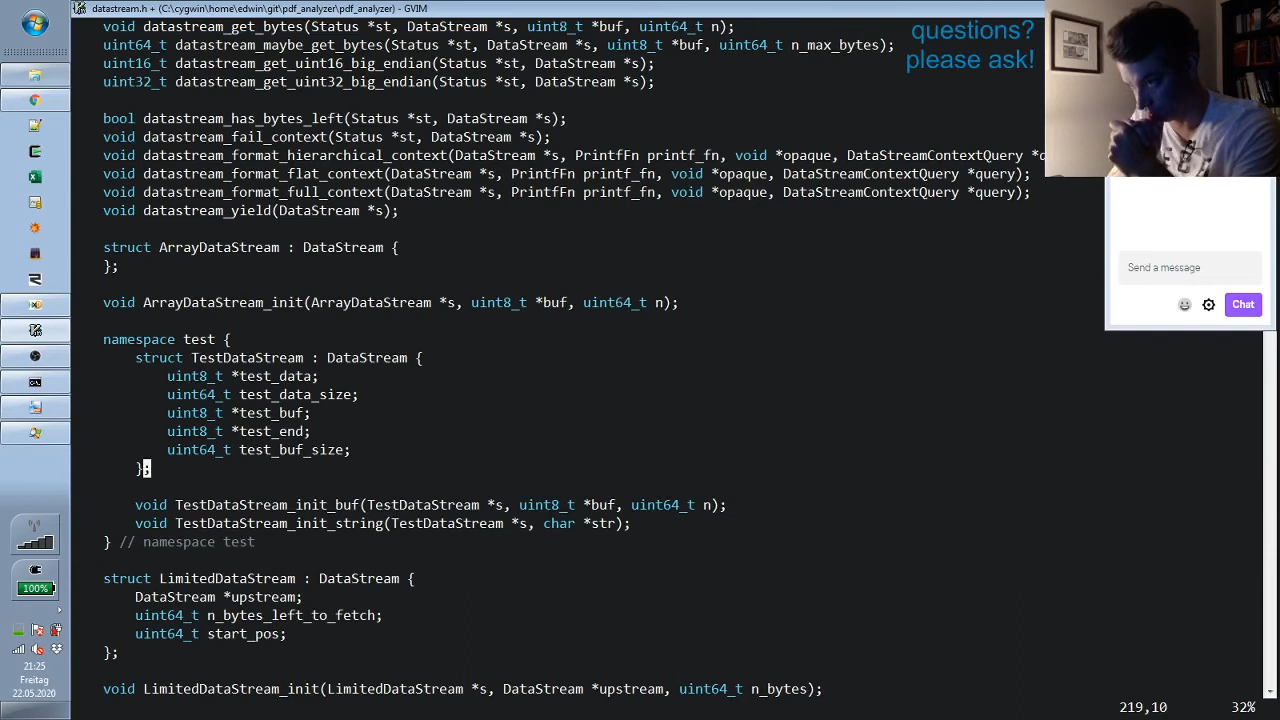 datastream.h + (C:\cygwin\home\edwin\git\pdf_analyzer\pdf_analyzer) - GVIM
void datastream_get_bytes(Status *st, DataStream *s, uint8_t *buf, uint64_t n);
uint64_t datastream_maybe_get_bytes(Status *st, DataStream *s, uint8_t *buf, uint64_t n_max_bytes);
uint16_t datastream_get_uint16_big_endian(Status *st, DataStream *s);
uint32_t datastream_get_uint32_big_endian(Status *st, DataStream *s);
questions?
please ask!
bool datastream_has_bytes_left(Status *st, DataStream *s);
void datastream_fail_context(Status *st, DataStream *s);
void datastream_format_hierarchical_context(DataStream *s, PrintfFn printf_fn, void *opaque, DataStreamContextQuery *
void datastream_format_flat_context(DataStream *s, PrintfFn printf_fn, void *opaque, DataStreamContextQuery *query);
void datastream_format_full_context(DataStream *s, PrintfFn printf_fn, void *opaque, DataStreamContextQuery *query);
void datastream_yield(DataStream *s);
struct ArrayDataStream : DataStream {
};
void ArrayDataStream_init(ArrayDataStream *s, uint8_t *buf, uint64_t n);
namespace test {
struct TestDataStream : DataStream {
uint8_t *test_data;
uint64_t test_data_size;
uint8_t *test_buf;
uint8_t *test_end;
uint64_t test_buf_size;
};
void TestDataStream_init_buf(TestDataStream *s, uint8_t *buf, uint64_t n);
void TestDataStream_init_string(TestDataStream *s, char *str);
} // namespace test
struct LimitedDataStream : DataStream {
DataStream *upstream;
uint64_t n_bytes_left_to_fetch;
uint64_t start_pos;
};
void LimitedDataStream_init(LimitedDataStream *s, DataStream *upstream, uint64_t n_bytes);
219,10 32%
Send a message
Chat
100%
21:25
Freitag
22.05.2020